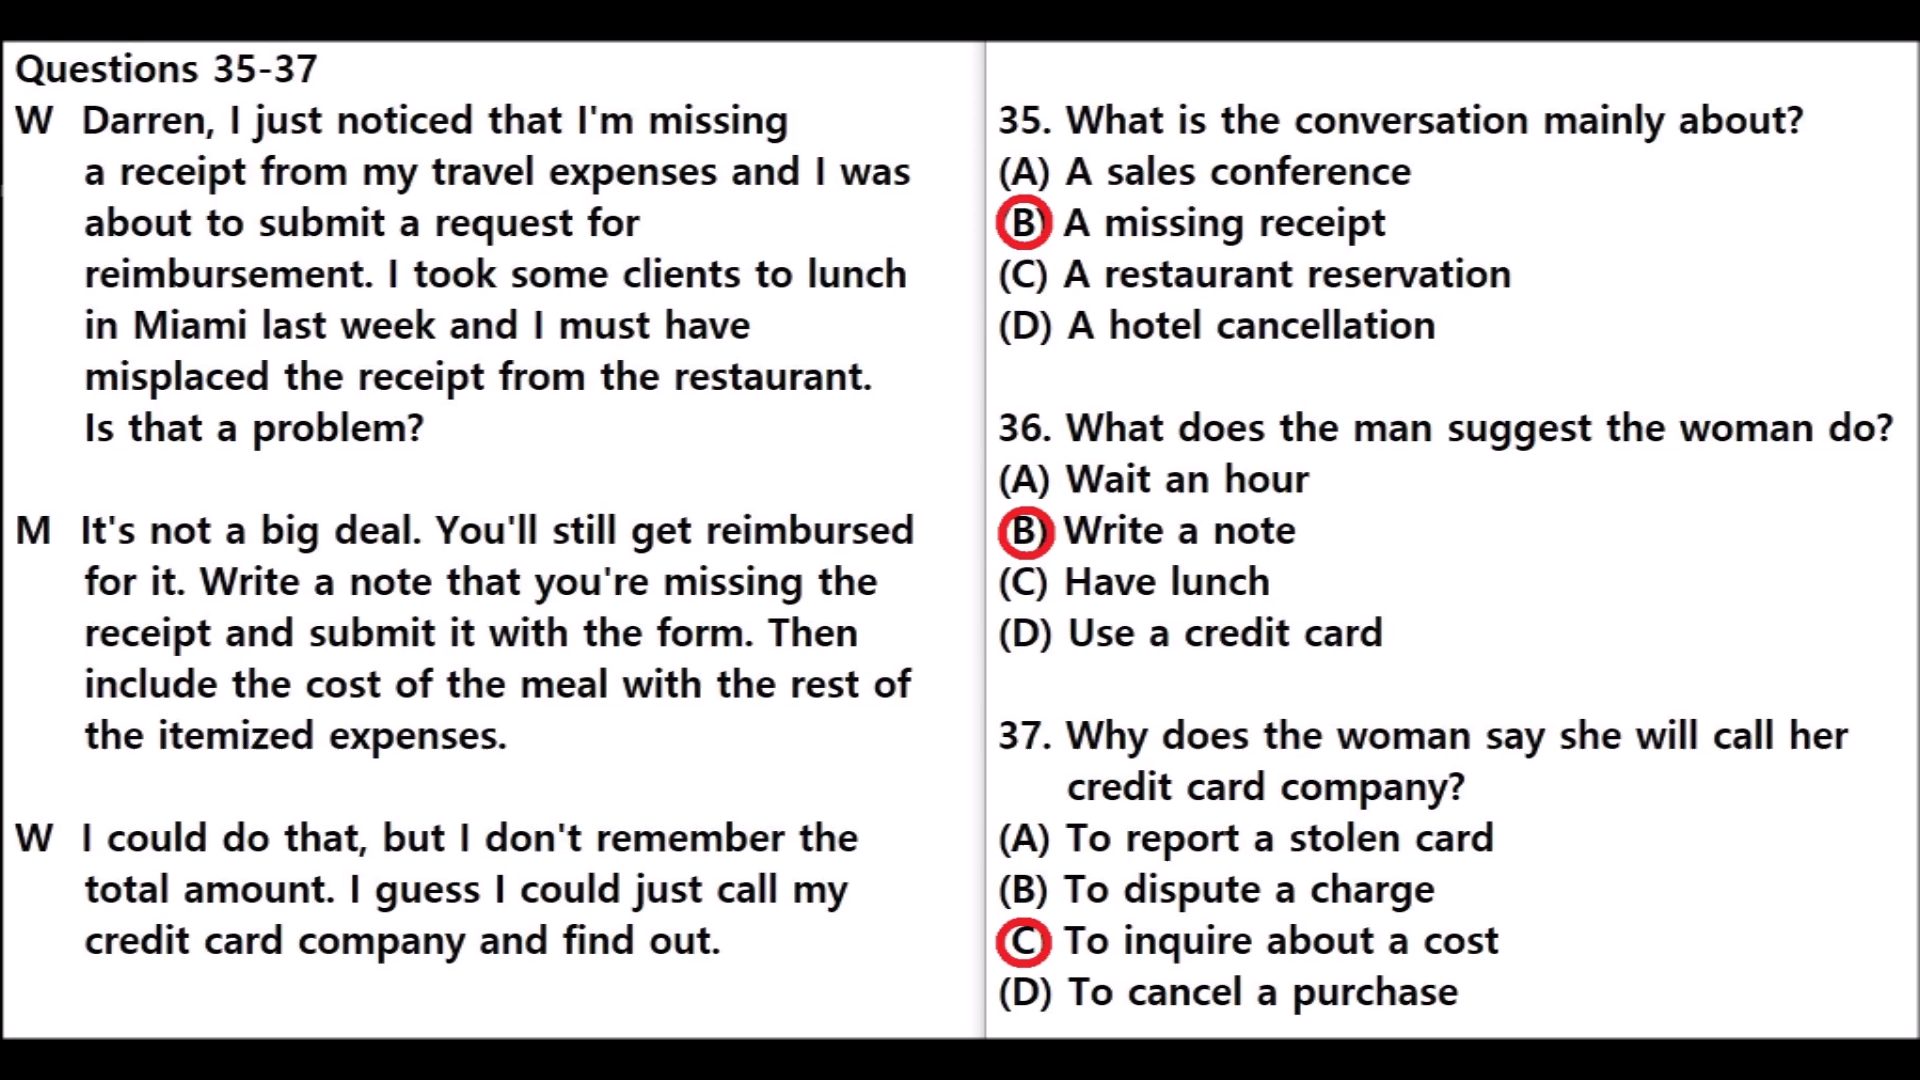 Questions 35-37
W Darren, I just noticed that I'm missing
a receipt from my travel expenses and I was
about to submit a request for
reimbursement. I took some clients to lunch
in Miami last week and I must have
misplaced the receipt from the restaurant.
Is that a problem?
M It's not a big deal. You'll still get reimbursed
for it. Write a note that you're missing the
receipt and submit it with the form. Then
include the cost of the meal with the rest of
the itemized expenses.
W I could do that, but I don't remember the
total amount. I guess I could just call my
credit card company and find out.
35. What is the conversation mainly about?
(A) A sales conference
(B) A missing receipt
(C) A restaurant reservation
(D) A hotel cancellation
36. What does the man suggest the woman do?
(A) Wait an hour
(B) Write a note
(C) Have lunch
(D) Use a credit card
37. Why does the woman say she will call her
credit card company?
(A) To report a stolen card
(B) To dispute a charge
(C) To inquire about a cost
(D) To cancel a purchase